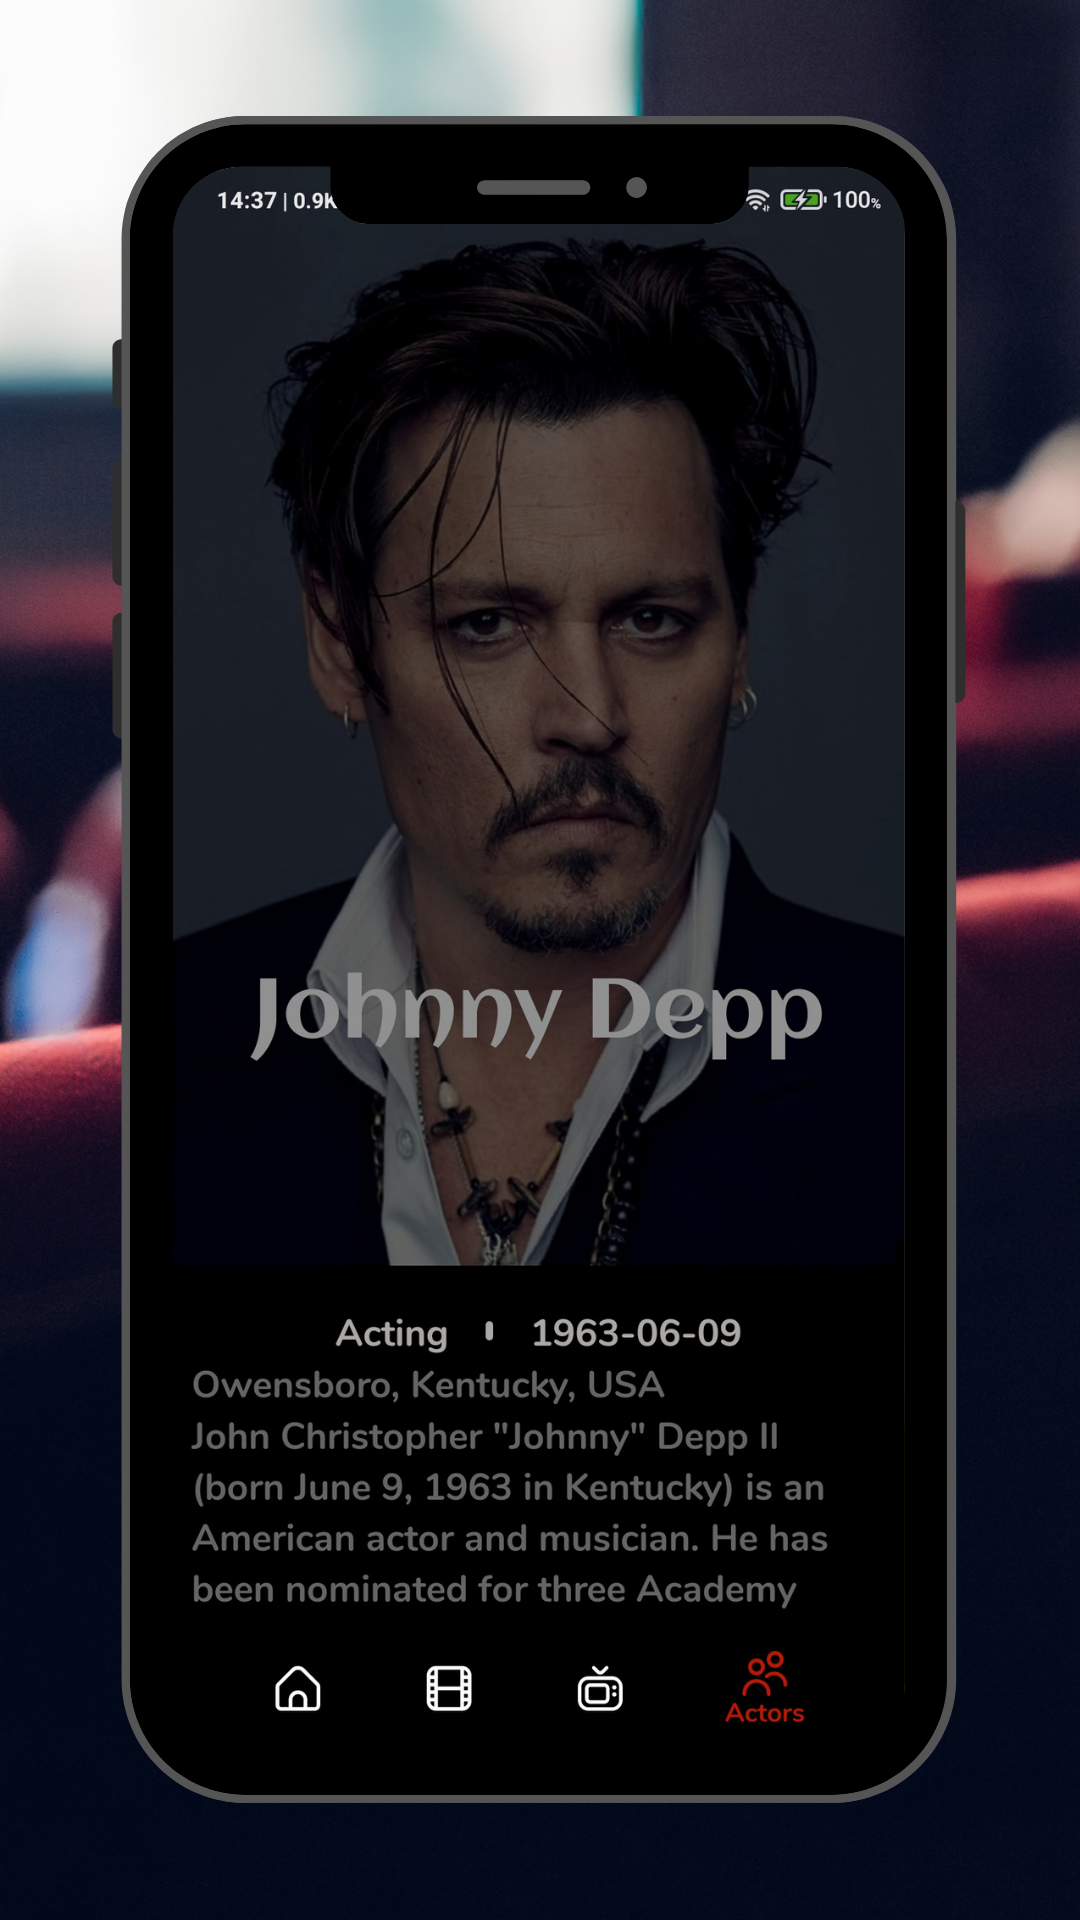 14:37 | 0.9K
100%
Johnny Depp
Acting 1963-06-09
Owensboro, Kentucky, USA
John Christopher "Johnny" Depp II
(born June 9, 1963 in Kentucky) is an
American actor and musician. He has
been nominated for three Academy
Actors